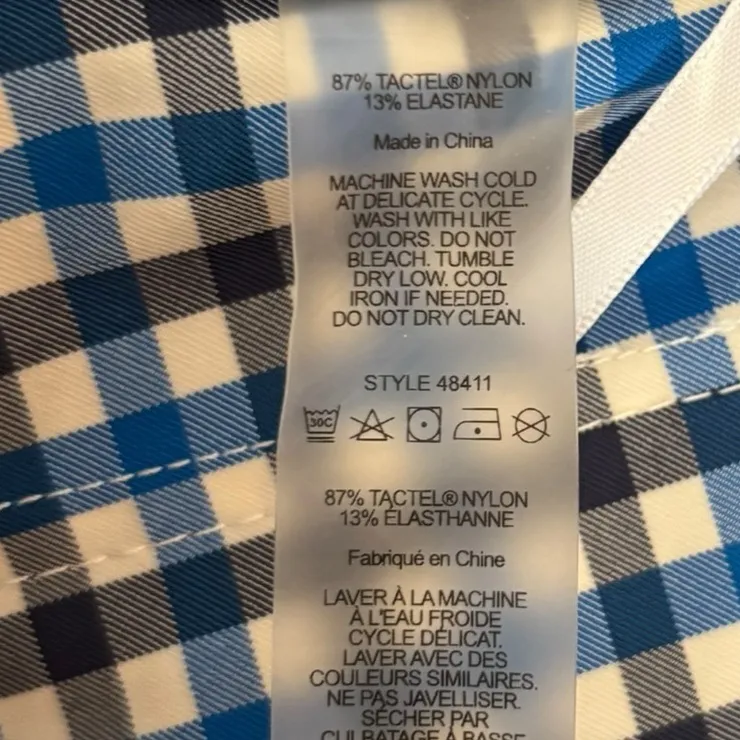 87% TACTEL® NYLON
13% ELASTANE
Made in China
MACHINE WASH COLD
AT DELICATE CYCLE.
WASH WITH LIKE
COLORS. DO NOT
BLEACH. TUMBLE
DRY LOW. COOL
IRON IF NEEDED.
DO NOT DRY CLEAN.
STYLE 48411
30C
87% TACTEL® NYLON
13% ÉLASTHANNE
Fabriqué en Chine
LAVER À LA MACHINE
À L'EAU FROIDE
CYCLE DÉLICAT.
LAVER AVEC DES
COULEURS SIMILAIRES.
NE PAS JAVELLISER.
SÉCHER PAR
CULBATAGE À BASSE